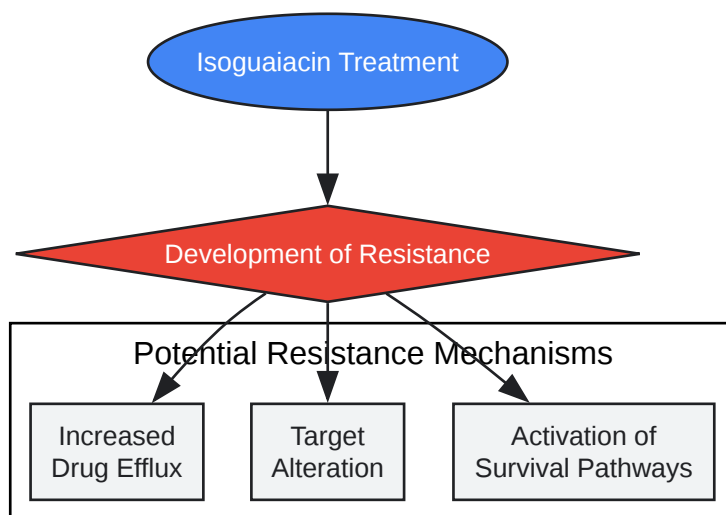 Isoguaiacin Treatment
Development of Resistance
Potential Resistance Mechanisms
Increased
Drug Efflux
Target
Alteration
Activation of
Survival Pathways